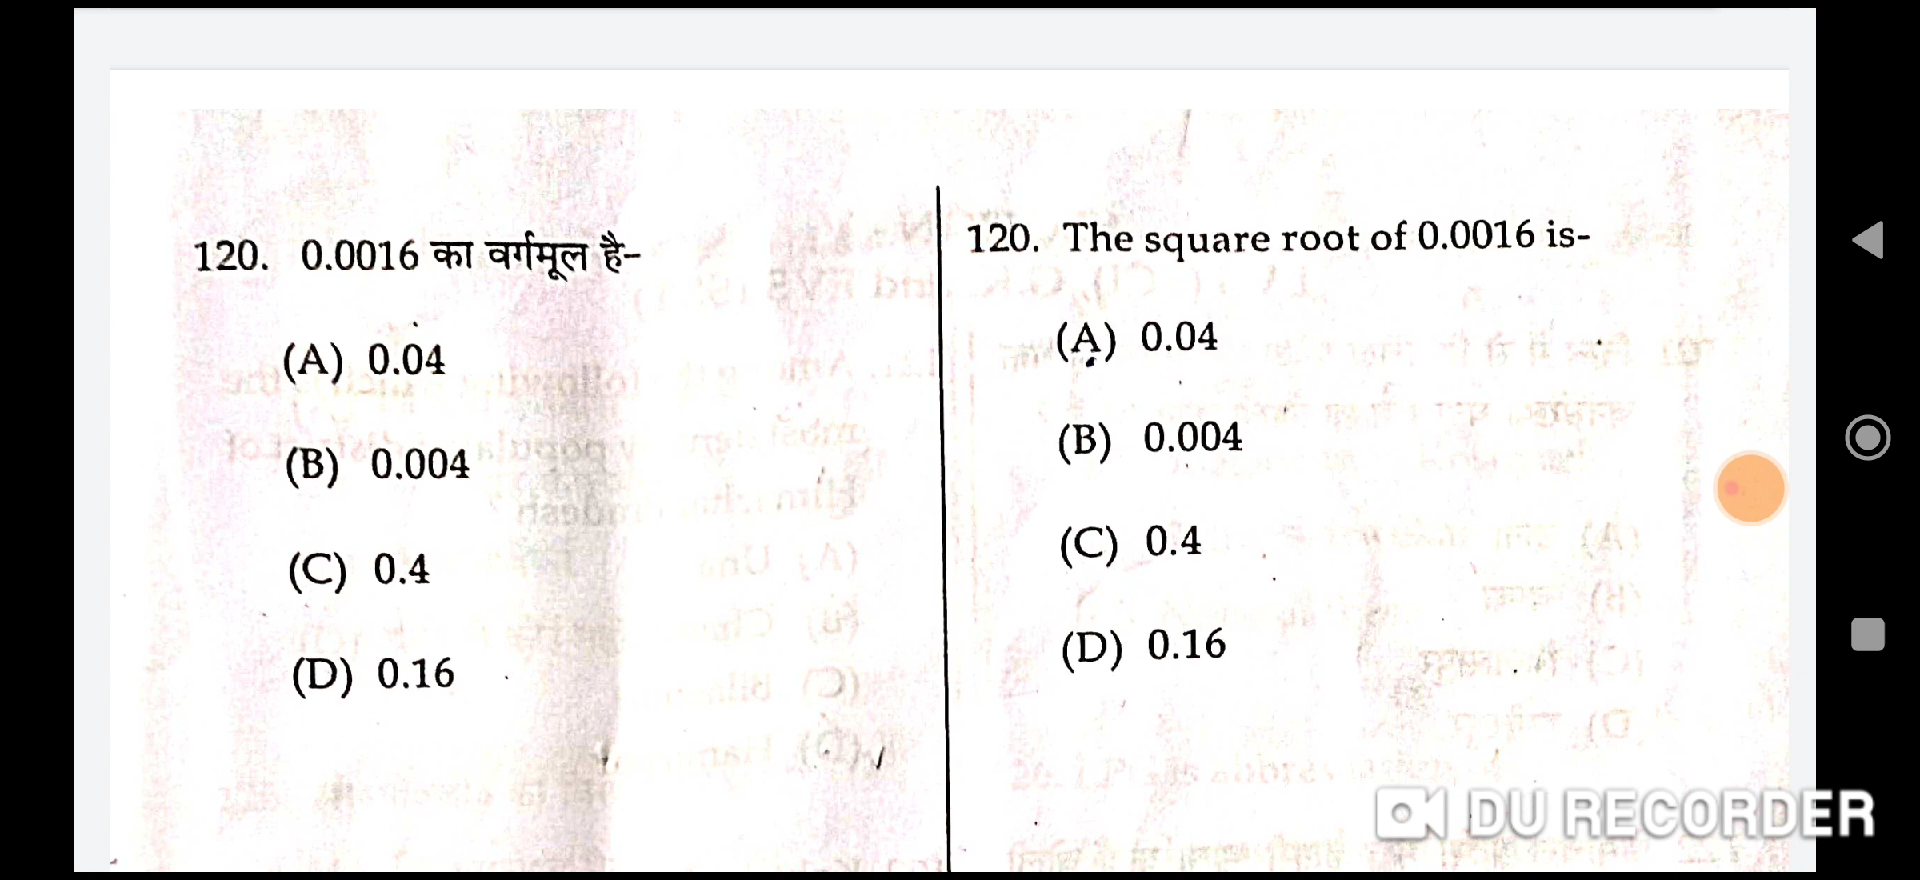 120. 0.0016 का वर्गमूल है-
(A) 0.04
(B) 0.004
(C) 0.4
(D) 0.16
120. The square root of 0.0016 is-
(A) 0.04
(B) 0.004
(C) 0.4
(D) 0.16
DU RECORDER